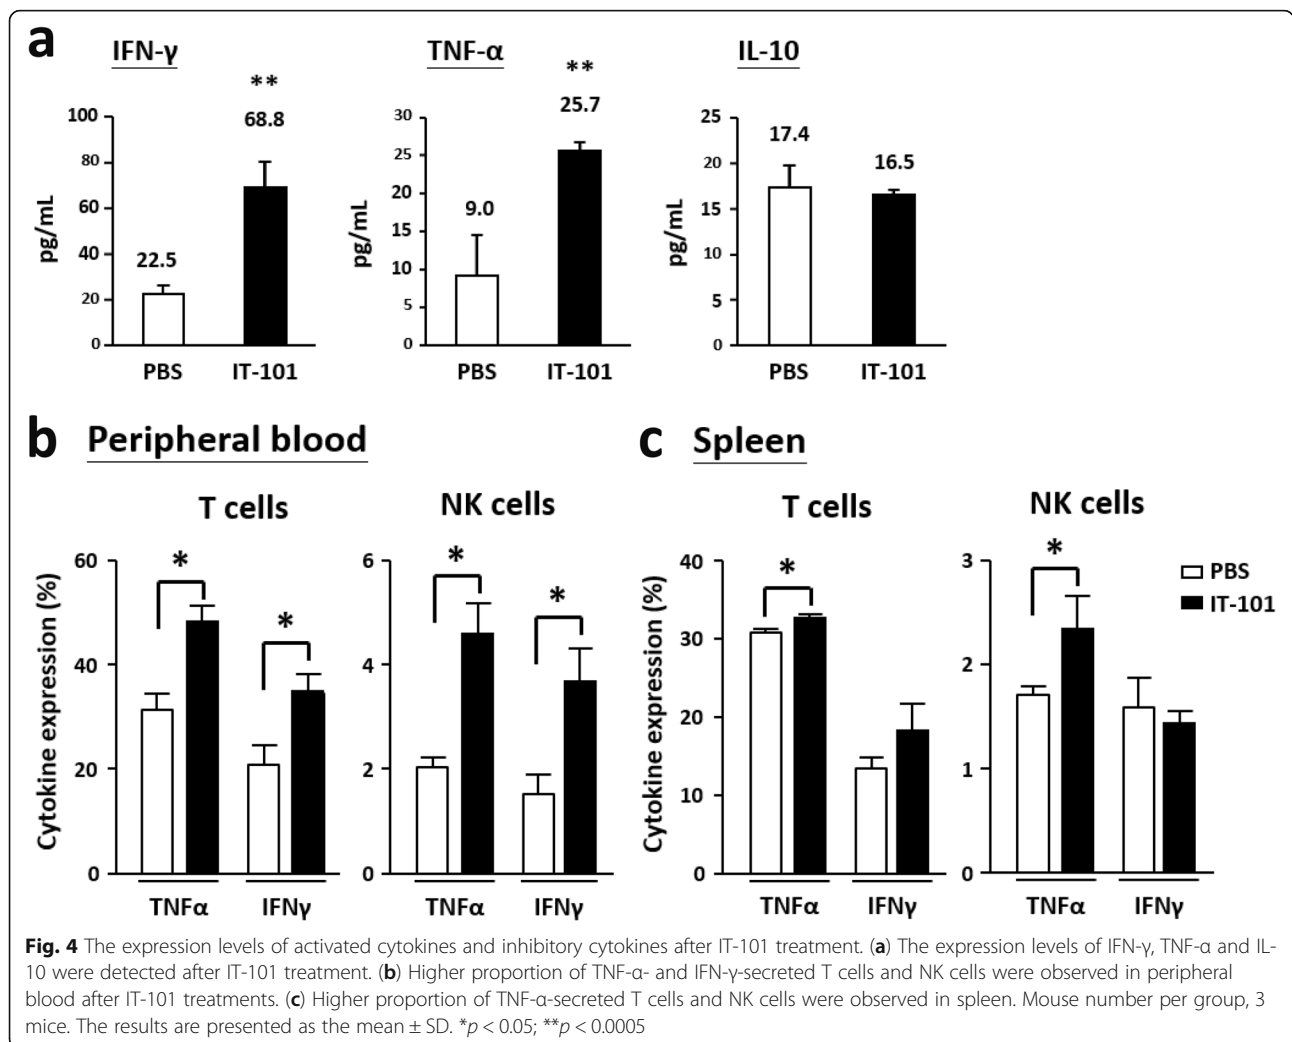 a
IFN-γ
TNF-α
IL-10
**
**
100
80
60
40
20
0
pg/mL
22.5
68.8
PBS
IT-101
30
25
20
15
10
5
0
pg/mL
9.0
25.7
PBS
IT-101
25
20
15
10
5
0
pg/mL
17.4
16.5
PBS
IT-101
b Peripheral blood
c Spleen
T cells
NK cells
T cells
NK cells
60
40
20
0
Cytokine expression (%)
*
*
TNFα
IFNγ
6
4
2
0
*
*
TNFα
IFNγ
40
30
20
10
0
Cytokine expression (%)
*
TNFα
IFNγ
3
2
1
0
*
TNFα
IFNγ
PBS
IT-101
Fig. 4 The expression levels of activated cytokines and inhibitory cytokines after IT-101 treatment. (a) The expression levels of IFN-γ, TNF-α and IL-
10 were detected after IT-101 treatment. (b) Higher proportion of TNF-α- and IFN-γ-secreted T cells and NK cells were observed in peripheral
blood after IT-101 treatments. (c) Higher proportion of TNF-α-secreted T cells and NK cells were observed in spleen. Mouse number per group, 3
mice. The results are presented as the mean ± SD. *p < 0.05; **p < 0.0005